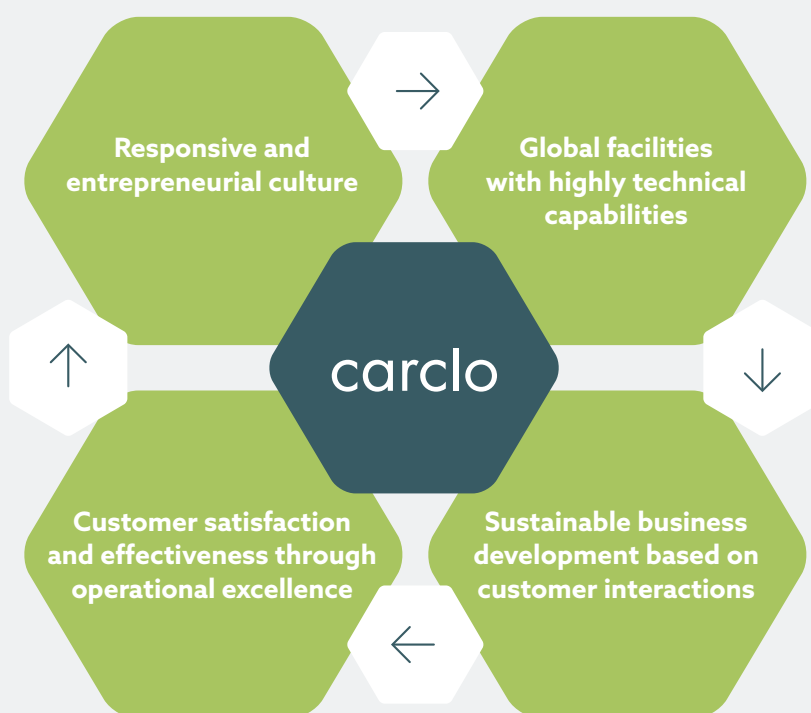 Responsive and
entrepreneurial culture
Global facilities
with highly technical
capabilities
carclo
Customer satisfaction
and effectiveness through
operational excellence
Sustainable business
development based on
customer interactions